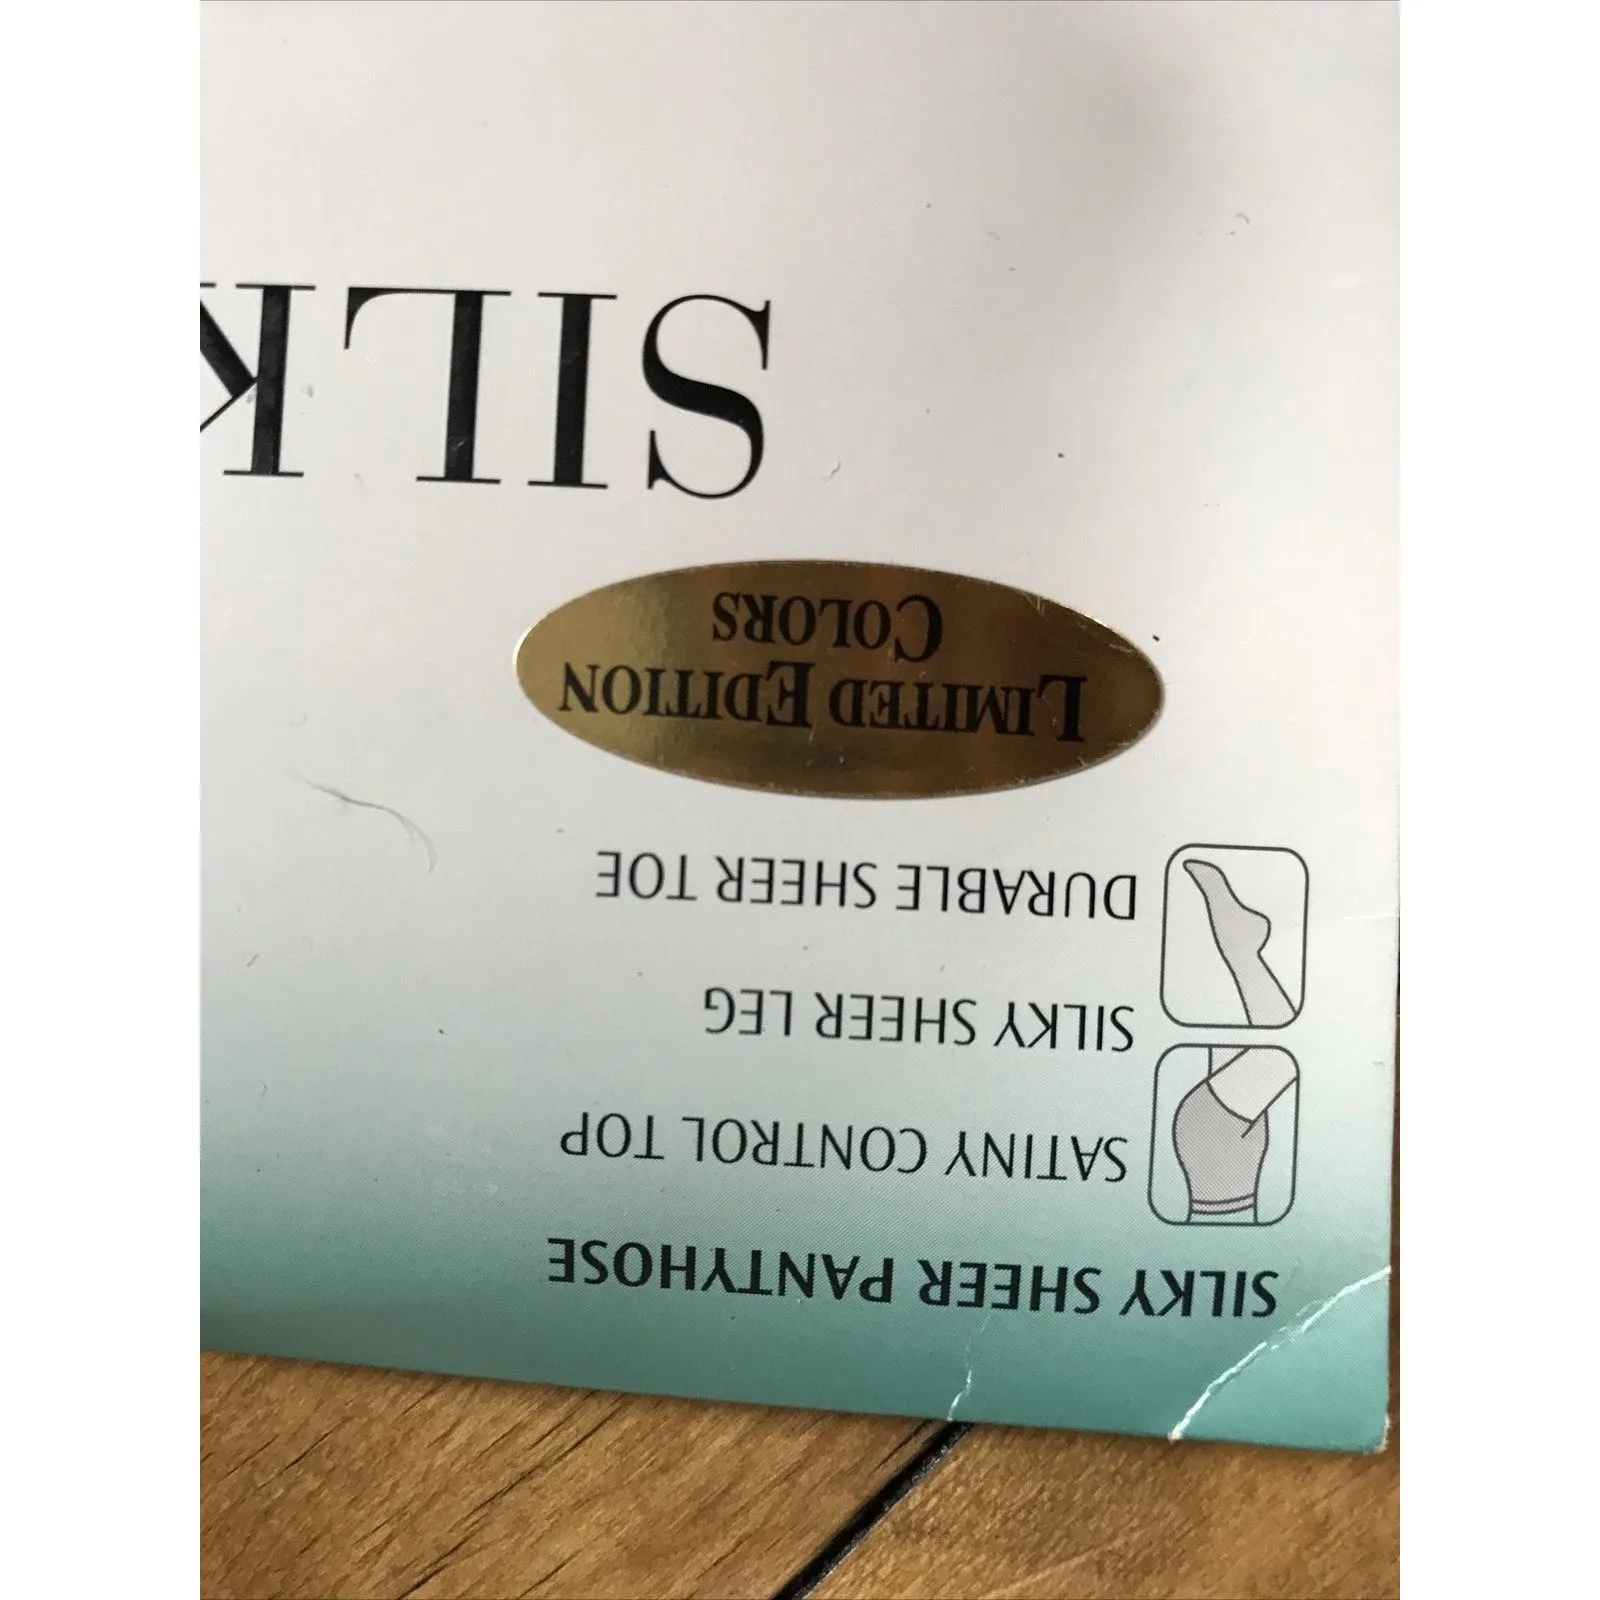 SILKY SHEER PANTYHOSE
SATINY CONTROL TOP
SILKY SHEER LEG
DURABLE SHEER TOE
LIMITED EDITION
COLORS
SILK